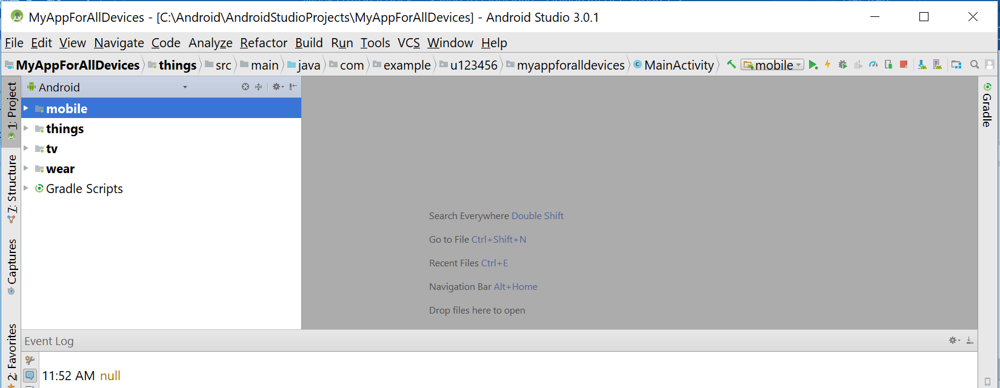 MyAppForAllDevices - [C:\Android\AndroidStudioProjects\MyAppForAllDevices] - Android Studio 3.0.1
File Edit View Navigate Code Analyze Refactor Build Run Tools VCS Window Help
MyAppForAllDevices things src main java com example u123456 myappforalldevices MainActivity mobile
1: Project
7: Structure
Captures
2: Favorites
Android
mobile
things
tv
wear
Gradle Scripts
Search Everywhere Double Shift
Go to File Ctrl+Shift+N
Recent Files Ctrl+E
Navigation Bar Alt+Home
Drop files here to open
Gradle
Event Log
11:52 AM null